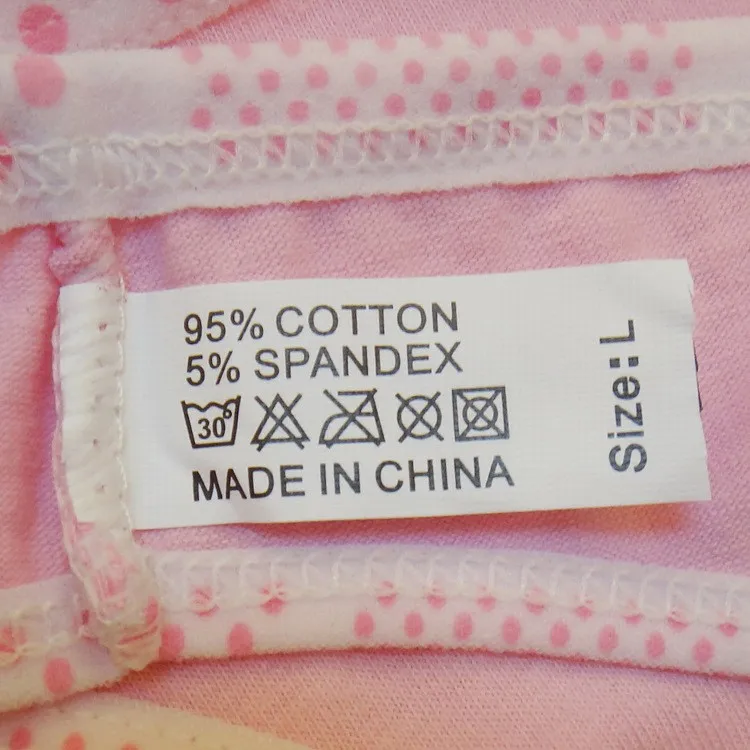 95% COTTON
5% SPANDEX
30°
MADE IN CHINA
Size:L